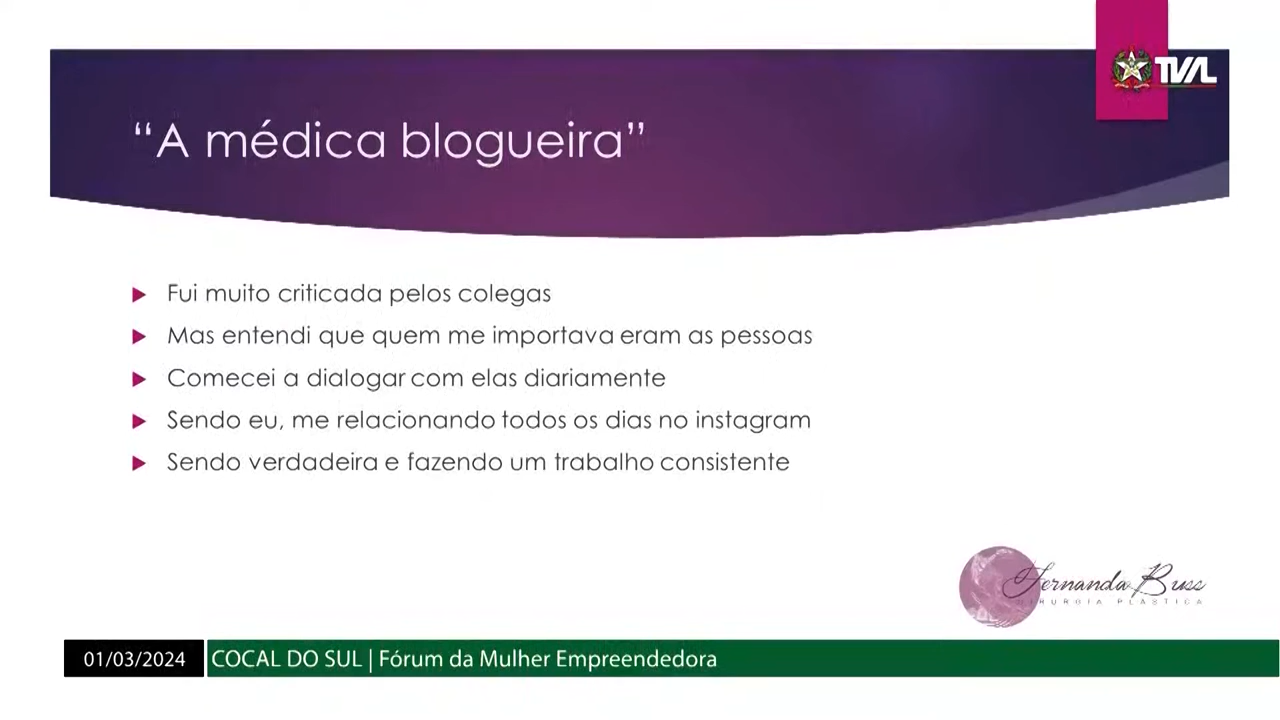 TVAL
“A médica blogueira”
Fui muito criticada pelos colegas
Mas entendi que quem me importava eram as pessoas
Comecei a dialogar com elas diariamente
Sendo eu, me relacionando todos os dias no instagram
Sendo verdadeira e fazendo um trabalho consistente
Fernanda Buss
CIRURGIA PLÁSTICA
01/03/2024 COCAL DO SUL | Fórum da Mulher Empreendedora